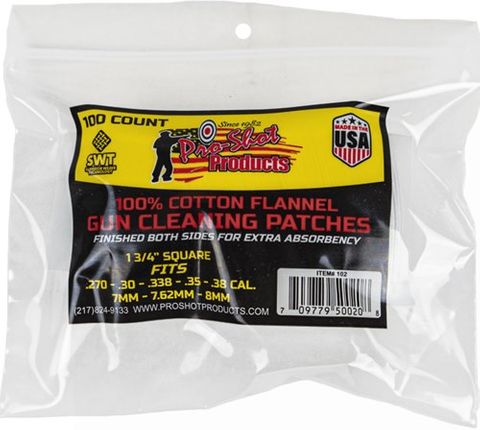 100 COUNT
Since 1982
Pro-Shot
Products
SWT
MADE IN THE
USA
100% COTTON FLANNEL
GUN CLEANING PATCHES
FINISHED BOTH SIDES FOR EXTRA ABSORBENCY
1 3/4" SQUARE
FITS
.270 - .30 - .338 - .35 - .38 CAL.
7MM - 7.62MM - 8MM
(217)824-9133 WWW.PROSHOTPRODUCTS.COM
ITEM# 102
7 09779 50020 8